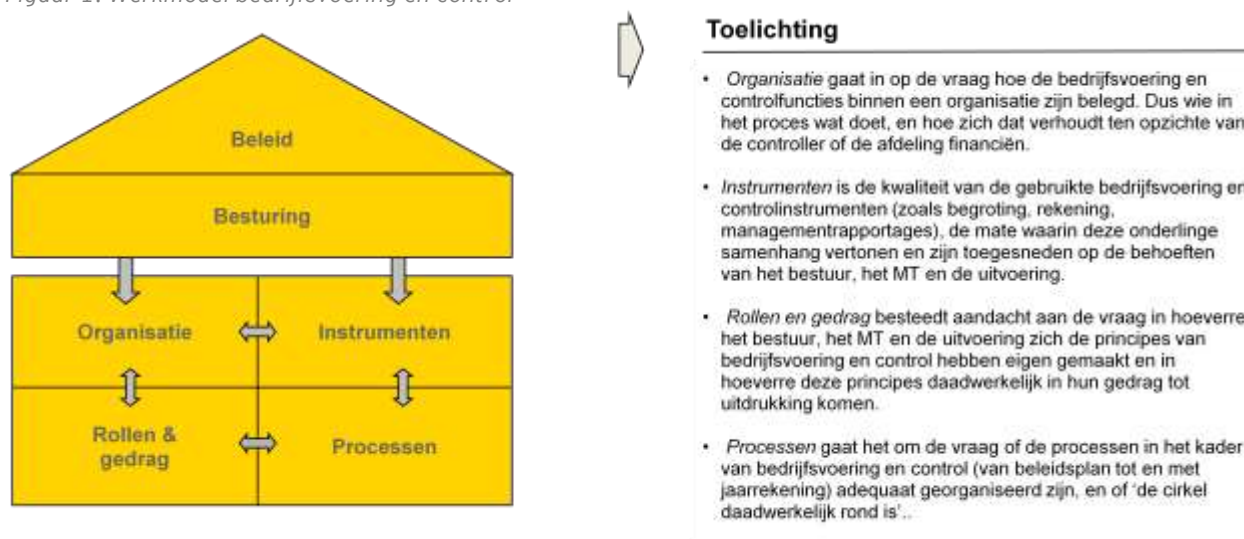 Figuur 1: Werkmodel bedrijfsvoering en control
Beleid
Besturing
Organisatie
Instrumenten
Rollen &
gedrag
Processen
Toelichting
• Organisatie gaat in op de vraag hoe de bedrijfsvoering en
controlfuncties binnen een organisatie zijn belegd. Dus wie in
het proces wat doet, en hoe zich dat verhoudt ten opzichte van
de controller of de afdeling financiën.
• Instrumenten is de kwaliteit van de gebruikte bedrijfsvoering en
controlinstrumenten (zoals begroting, rekening,
managementrapportages), de mate waarin deze onderlinge
samenhang vertonen en zijn toegesneden op de behoeften
van het bestuur, het MT en de uitvoering.
• Rollen en gedrag besteedt aandacht aan de vraag in hoeverre
het bestuur, het MT en de uitvoering zich de principes van
bedrijfsvoering en control hebben eigen gemaakt en in
hoeverre deze principes daadwerkelijk in hun gedrag tot
uitdrukking komen.
• Processen gaat het om de vraag of de processen in het kader
van bedrijfsvoering en control (van beleidsplan tot en met
jaarrekening) adequaat georganiseerd zijn, en of 'de cirkel
daadwerkelijk rond is'..